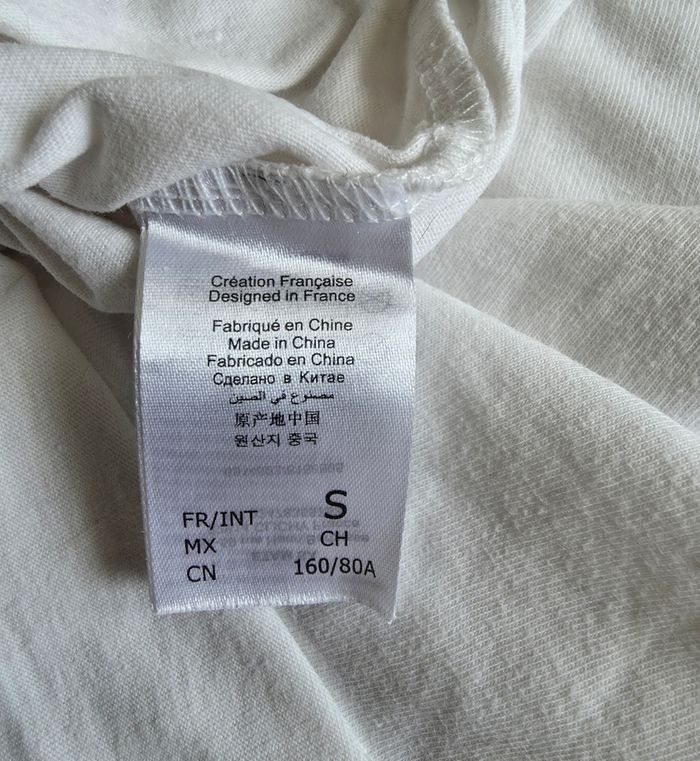 Création Française
Designed in France
Fabriqué en Chine
Made in China
Fabricado en China
Сделано в Китае
مصنوع في الصين
原产地中国
원산지 중국
FR/INT S
MX CH
CN 160/80A